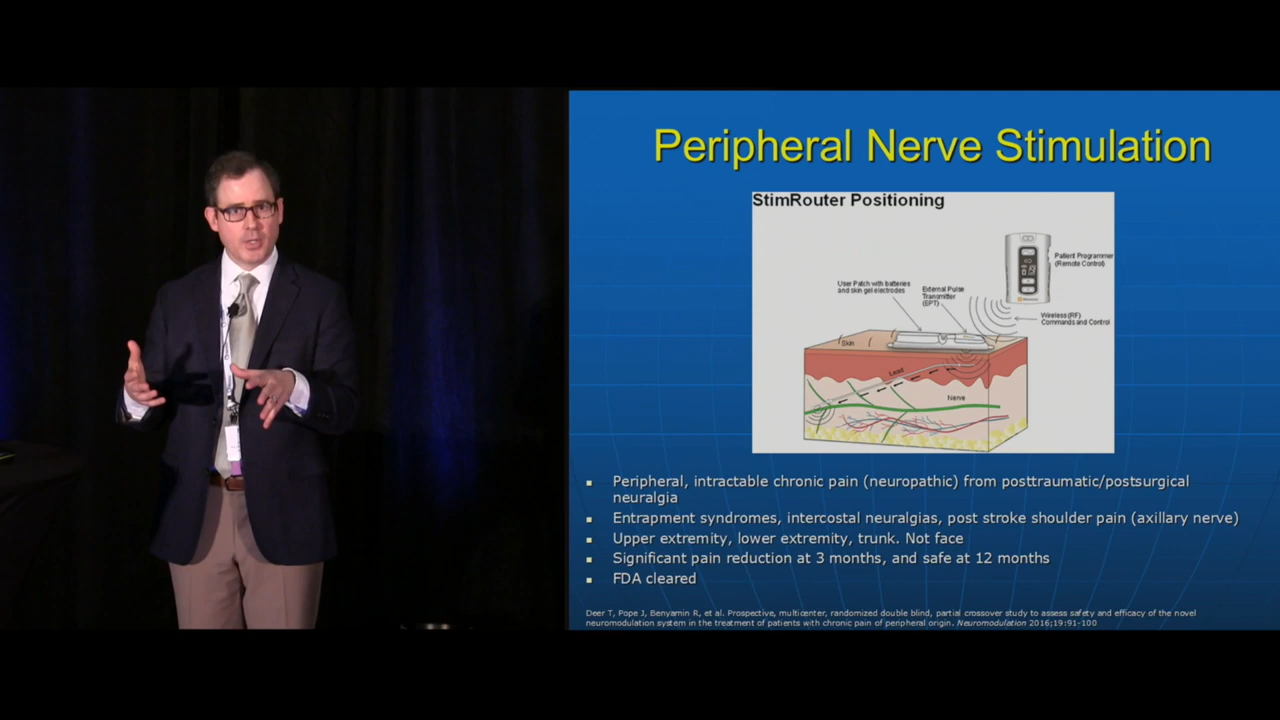 Peripheral Nerve Stimulation
StimRouter Positioning
Patient Programmer
(Remote Control)
User Patch with batteries
and skin gel electrodes
External Pulse
Transmitter
(EPT)
Wireless (RF)
Commands and Control
Skin
Lead
Nerve
▪ Peripheral, intractable chronic pain (neuropathic) from posttraumatic/postsurgical
neuralgia
▪ Entrapment syndromes, intercostal neuralgias, post stroke shoulder pain (axillary nerve)
▪ Upper extremity, lower extremity, trunk. Not face
▪ Significant pain reduction at 3 months, and safe at 12 months
▪ FDA cleared
Deer T, Pope J, Benyamin R, et al. Prospective, multicenter, randomized double blind, partial crossover study to assess safety and efficacy of the novel
neuromodulation system in the treatment of patients with chronic pain of peripheral origin. Neuromodulation 2016;19:91-100